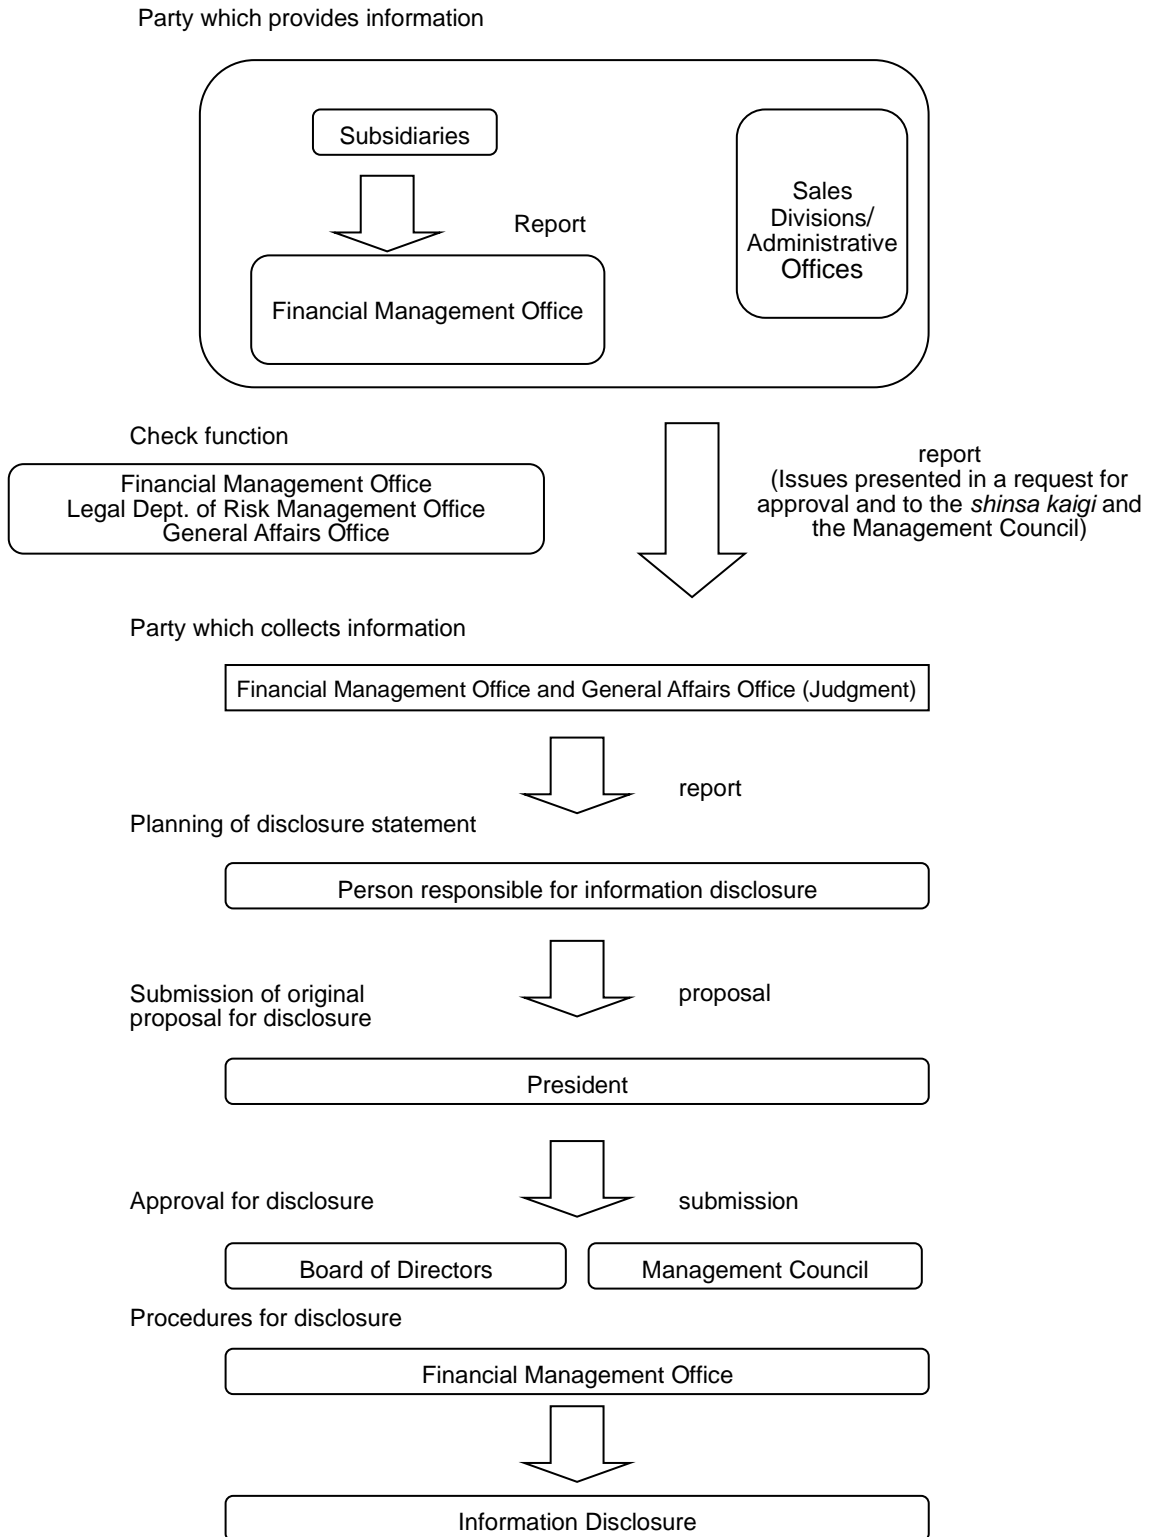 Party which provides information
Subsidiaries
Report
Financial Management Office
Sales
Divisions/
Administrative
Offices
Check function
Financial Management Office
Legal Dept. of Risk Management Office
General Affairs Office
report
(Issues presented in a request for
approval and to the shinsa kaigi and
the Management Council)
Party which collects information
Financial Management Office and General Affairs Office (Judgment)
report
Planning of disclosure statement
Person responsible for information disclosure
Submission of original
proposal for disclosure
proposal
President
Approval for disclosure
submission
Board of Directors
Management Council
Procedures for disclosure
Financial Management Office
Information Disclosure